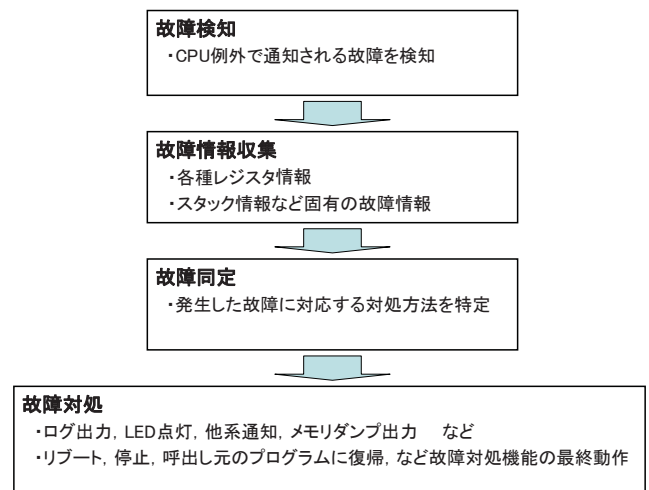 故障検知
・CPU例外で通知される故障を検知
故障情報収集
・各種レジスタ情報
・スタック情報など固有の故障情報
故障同定
・発生した故障に対応する対処方法を特定
故障対処
・ログ出力, LED点灯, 他系通知, メモリダンプ出力　など
・リブート, 停止, 呼出し元のプログラムに復帰, など故障対処機能の最終動作